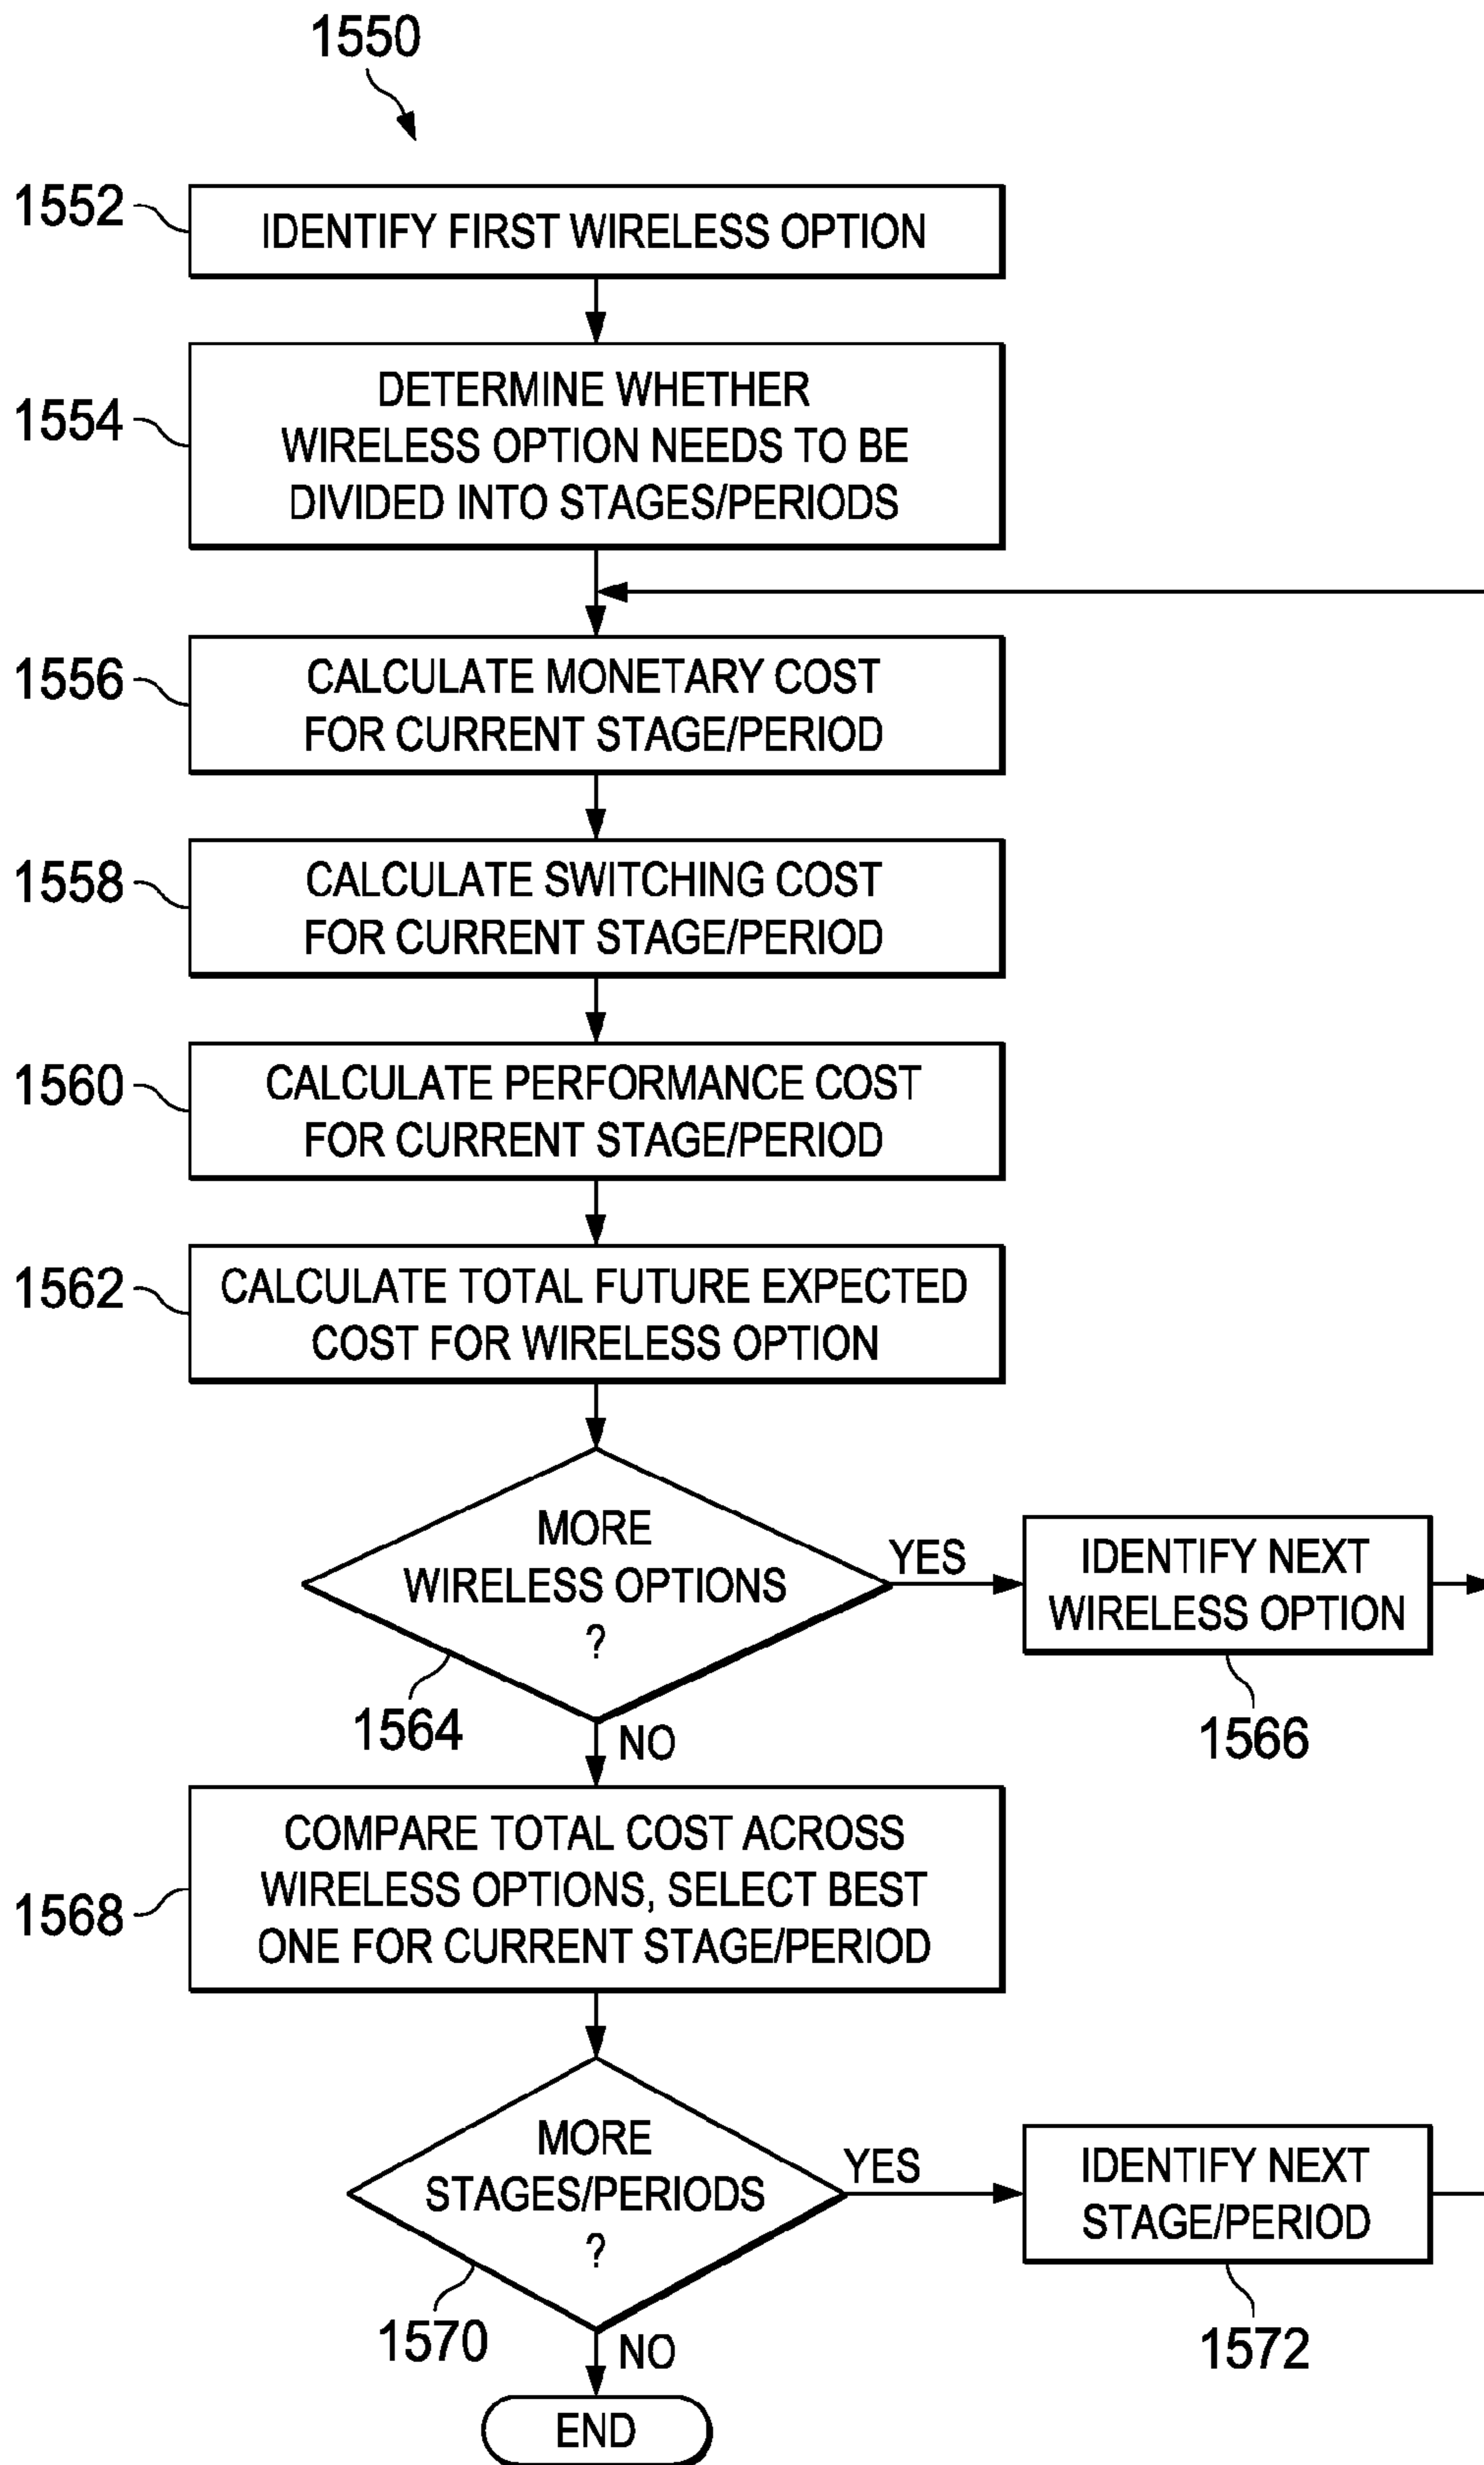 1550
1552
IDENTIFY FIRST WIRELESS OPTION
1554
DETERMINE WHETHER
WIRELESS OPTION NEEDS TO BE
DIVIDED INTO STAGES/PERIODS
1556
CALCULATE MONETARY COST
FOR CURRENT STAGE/PERIOD
1558
CALCULATE SWITCHING COST
FOR CURRENT STAGE/PERIOD
1560
CALCULATE PERFORMANCE COST
FOR CURRENT STAGE/PERIOD
1562
CALCULATE TOTAL FUTURE EXPECTED
COST FOR WIRELESS OPTION
MORE
WIRELESS OPTIONS
?
1564
YES
IDENTIFY NEXT
WIRELESS OPTION
1566
NO
1568
COMPARE TOTAL COST ACROSS
WIRELESS OPTIONS, SELECT BEST
ONE FOR CURRENT STAGE/PERIOD
MORE
STAGES/PERIODS
?
1570
YES
IDENTIFY NEXT
STAGE/PERIOD
1572
NO
END